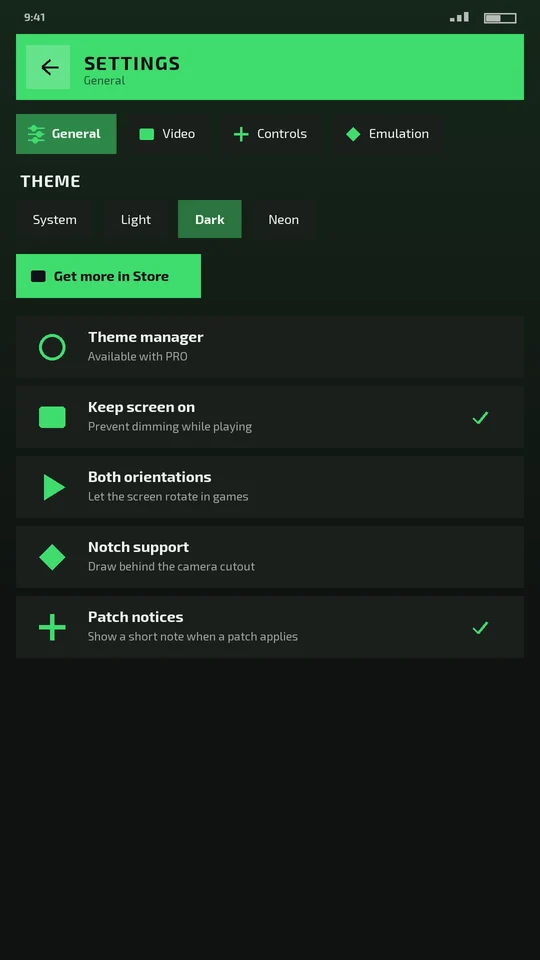 9:41
SETTINGS
General
General Video Controls Emulation
THEME
System Light Dark Neon
Get more in Store
Theme manager
Available with PRO
Keep screen on
Prevent dimming while playing
Both orientations
Let the screen rotate in games
Notch support
Draw behind the camera cutout
Patch notices
Show a short note when a patch applies